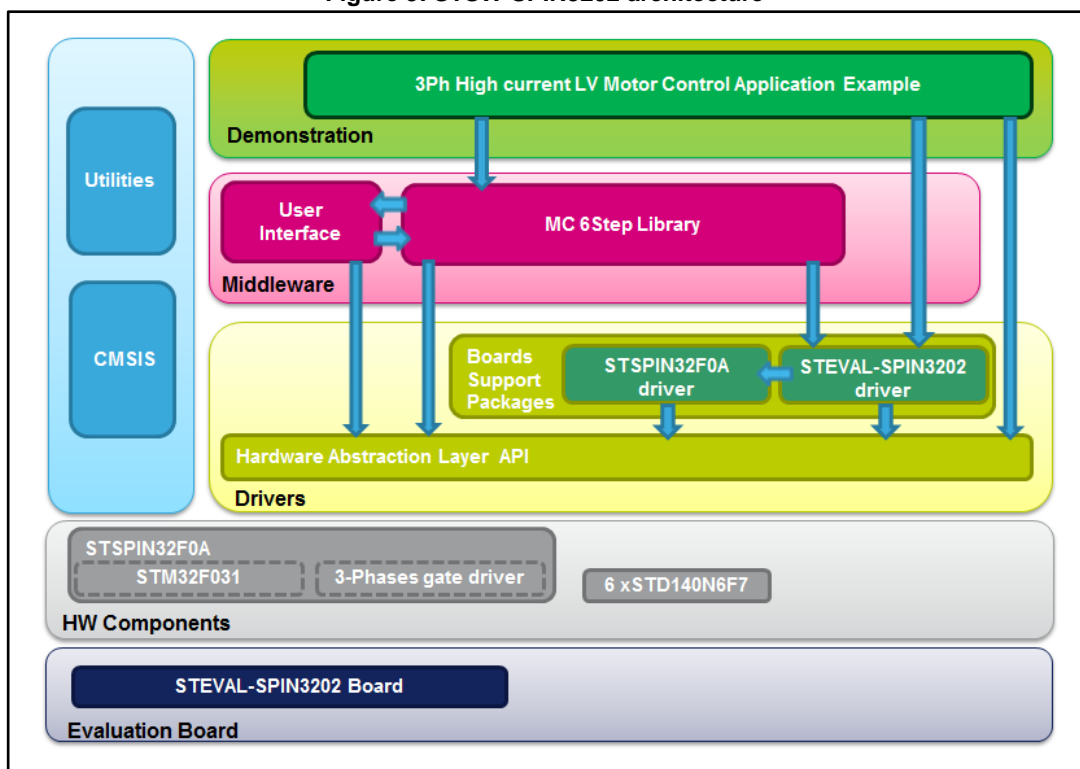 3Ph High current LV Motor Control Application Example
Demonstration
Utilities
User
Interface
MC 6Step Library
Middleware
CMSIS
Boards
Support
Packages
STSPIN32F0A
driver
STEVAL-SPIN3202
driver
Hardware Abstraction Layer API
Drivers
STSPIN32F0A
STM32F031
3-Phases gate driver
6 xSTD140N6F7
HW Components
STEVAL-SPIN3202 Board
Evaluation Board